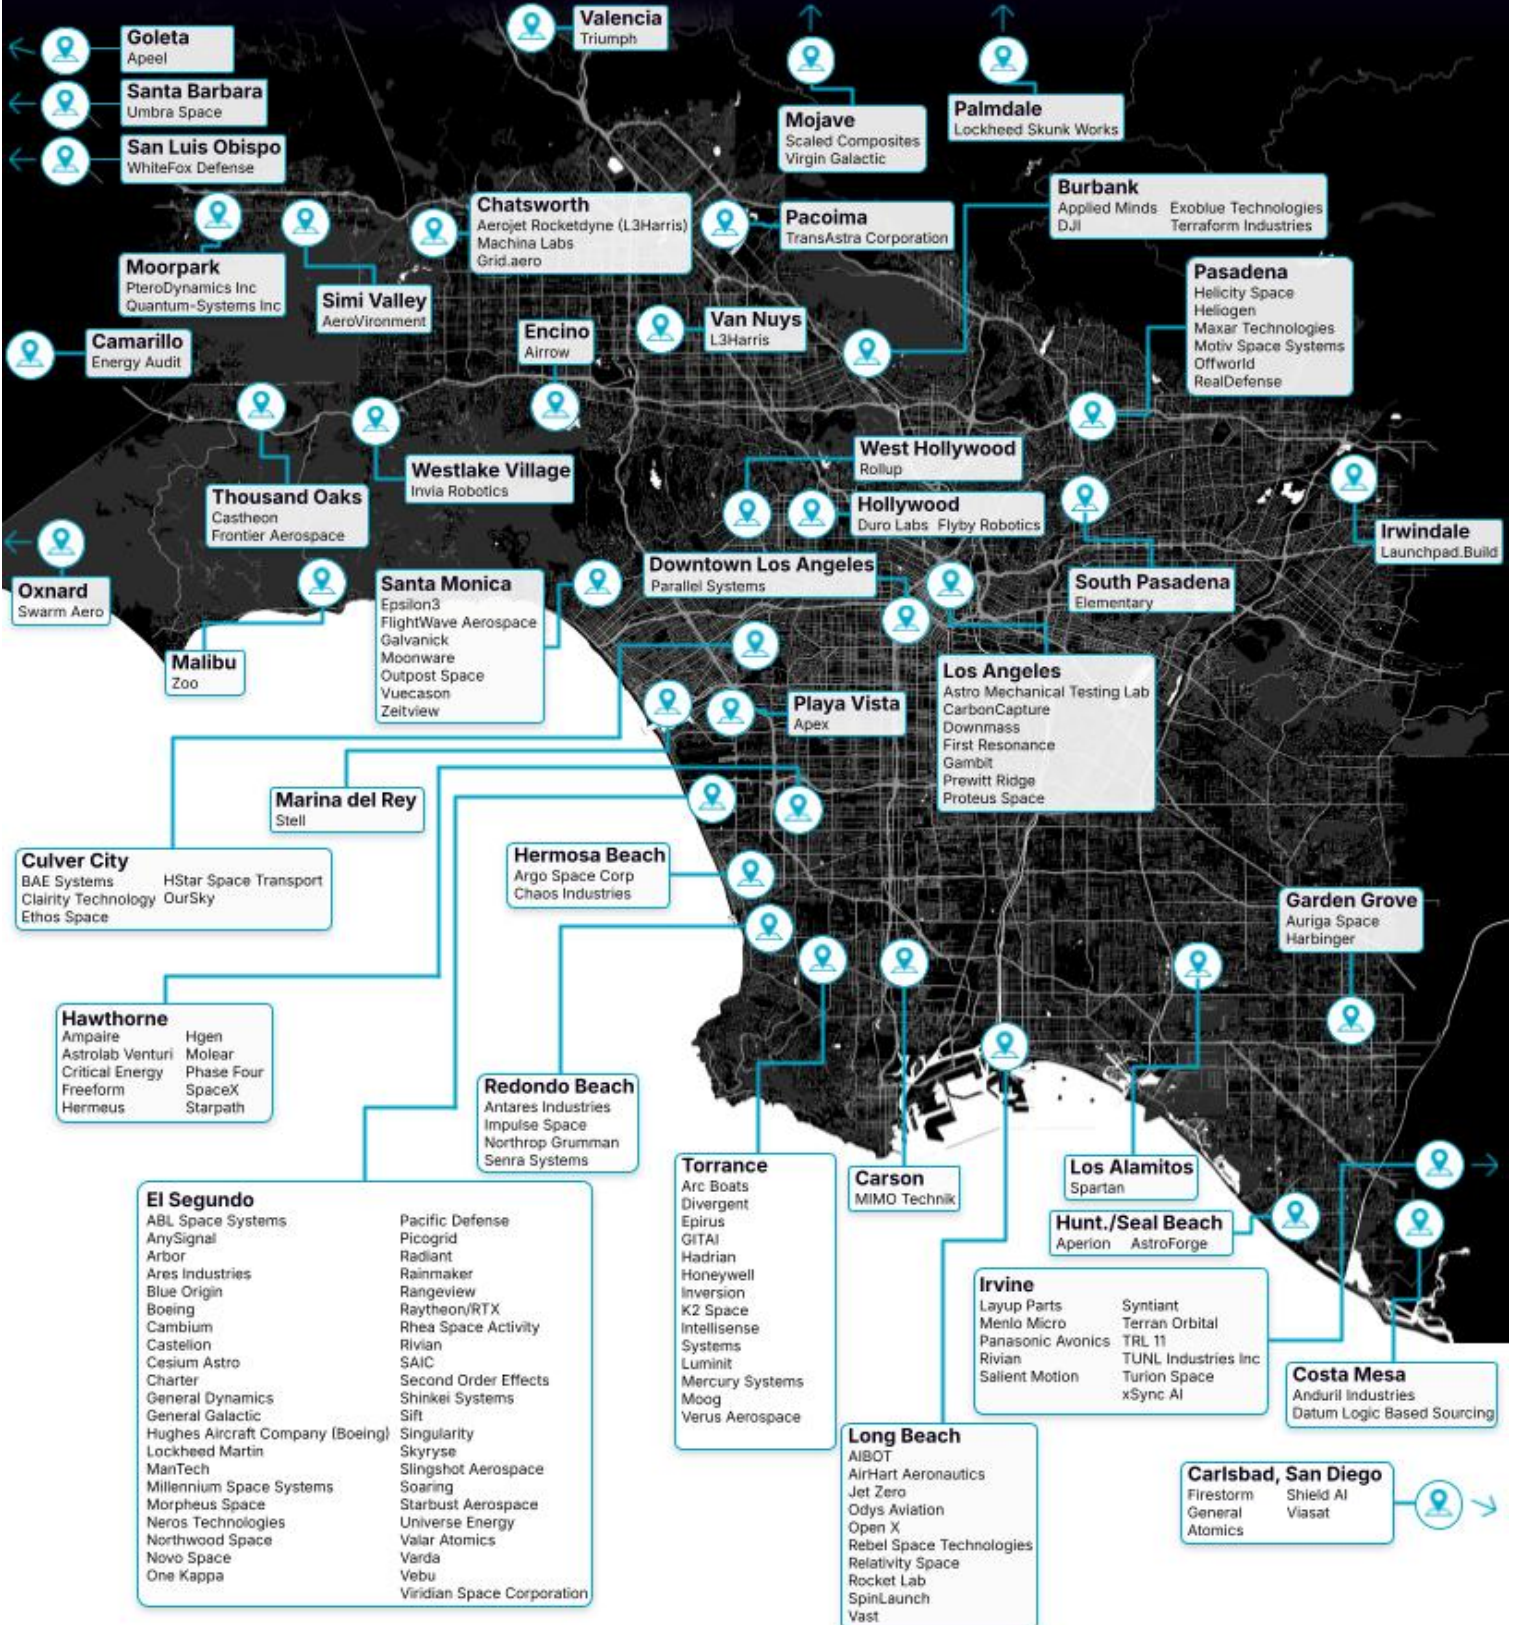 Goleta
Apeel
Santa Barbara
Umbra Space
San Luis Obispo
WhiteFox Defense
Valencia
Triumph
Mojave
Scaled Composites
Virgin Galactic
Palmdale
Lockheed Skunk Works
Burbank
Applied Minds Exoblue Technologies
DJI Terraform Industries
Chatsworth
Aerojet Rocketdyne (L3Harris)
Machina Labs
Grid.aero
Pacoima
TransAstra Corporation
Moorpark
PteroDynamics Inc
Quantum-Systems Inc
Simi Valley
AeroVironment
Pasadena
Helicity Space
Heliogen
Maxar Technologies
Motiv Space Systems
Offworld
RealDefense
Camarillo
Energy Audit
Encino
Airrow
Van Nuys
L3Harris
West Hollywood
Rollup
Westlake Village
Invia Robotics
Thousand Oaks
Castheon
Frontier Aerospace
Hollywood
Duro Labs Flyby Robotics
Irwindale
Launchpad.Build
Downtown Los Angeles
Parallel Systems
South Pasadena
Elementary
Oxnard
Swarm Aero
Santa Monica
Epsilon3
FlightWave Aerospace
Galvanick
Moonware
Outpost Space
Vuecason
Zeitview
Malibu
Zoo
Los Angeles
Astro Mechanical Testing Lab
CarbonCapture
Downmass
First Resonance
Gambit
Prewitt Ridge
Proteus Space
Playa Vista
Apex
Marina del Rey
Stell
Culver City
BAE Systems HStar Space Transport
Clairity Technology OurSky
Ethos Space
Hermosa Beach
Argo Space Corp
Chaos Industries
Garden Grove
Auriga Space
Harbinger
Hawthorne
Ampaire Hgen
Astrolab Venturi Molear
Critical Energy Phase Four
Freeform SpaceX
Hermeus Starpath
Redondo Beach
Antares Industries
Impulse Space
Northrop Grumman
Senra Systems
Torrance
Arc Boats
Divergent
Epirus
GITAI
Hadrian
Honeywell
Inversion
K2 Space
Intellisense
Systems
Luminit
Mercury Systems
Moog
Verus Aerospace
Carson
MIMO Technik
Los Alamitos
Spartan
Hunt./Seal Beach
Aperion AstroForge
El Segundo
ABL Space Systems
AnySignal
Arbor
Ares Industries
Blue Origin
Boeing
Cambium
Castelion
Cesium Astro
Charter
General Dynamics
General Galactic
Hughes Aircraft Company (Boeing)
Lockheed Martin
ManTech
Millennium Space Systems
Morpheus Space
Neros Technologies
Northwood Space
Novo Space
One Kappa
Pacific Defense
Picogrid
Radiant
Rainmaker
Rangeview
Raytheon/RTX
Rhea Space Activity
Rivian
SAIC
Second Order Effects
Shinkei Systems
Sift
Singularity
Skyryse
Slingshot Aerospace
Soaring
Starbust Aerospace
Universe Energy
Valar Atomics
Varda
Vebu
Viridian Space Corporation
Irvine
Layup Parts Syntiant
Menlo Micro Terran Orbital
Panasonic Avonics TRL 11
Rivian TUNL Industries Inc
Salient Motion Turion Space
xSync AI
Costa Mesa
Anduril Industries
Datum Logic Based Sourcing
Long Beach
AIBOT
AirHart Aeronautics
Jet Zero
Odys Aviation
Open X
Rebel Space Technologies
Relativity Space
Rocket Lab
SpinLaunch
Vast
Carlsbad, San Diego
Firestorm Shield AI
General Viasat
Atomics